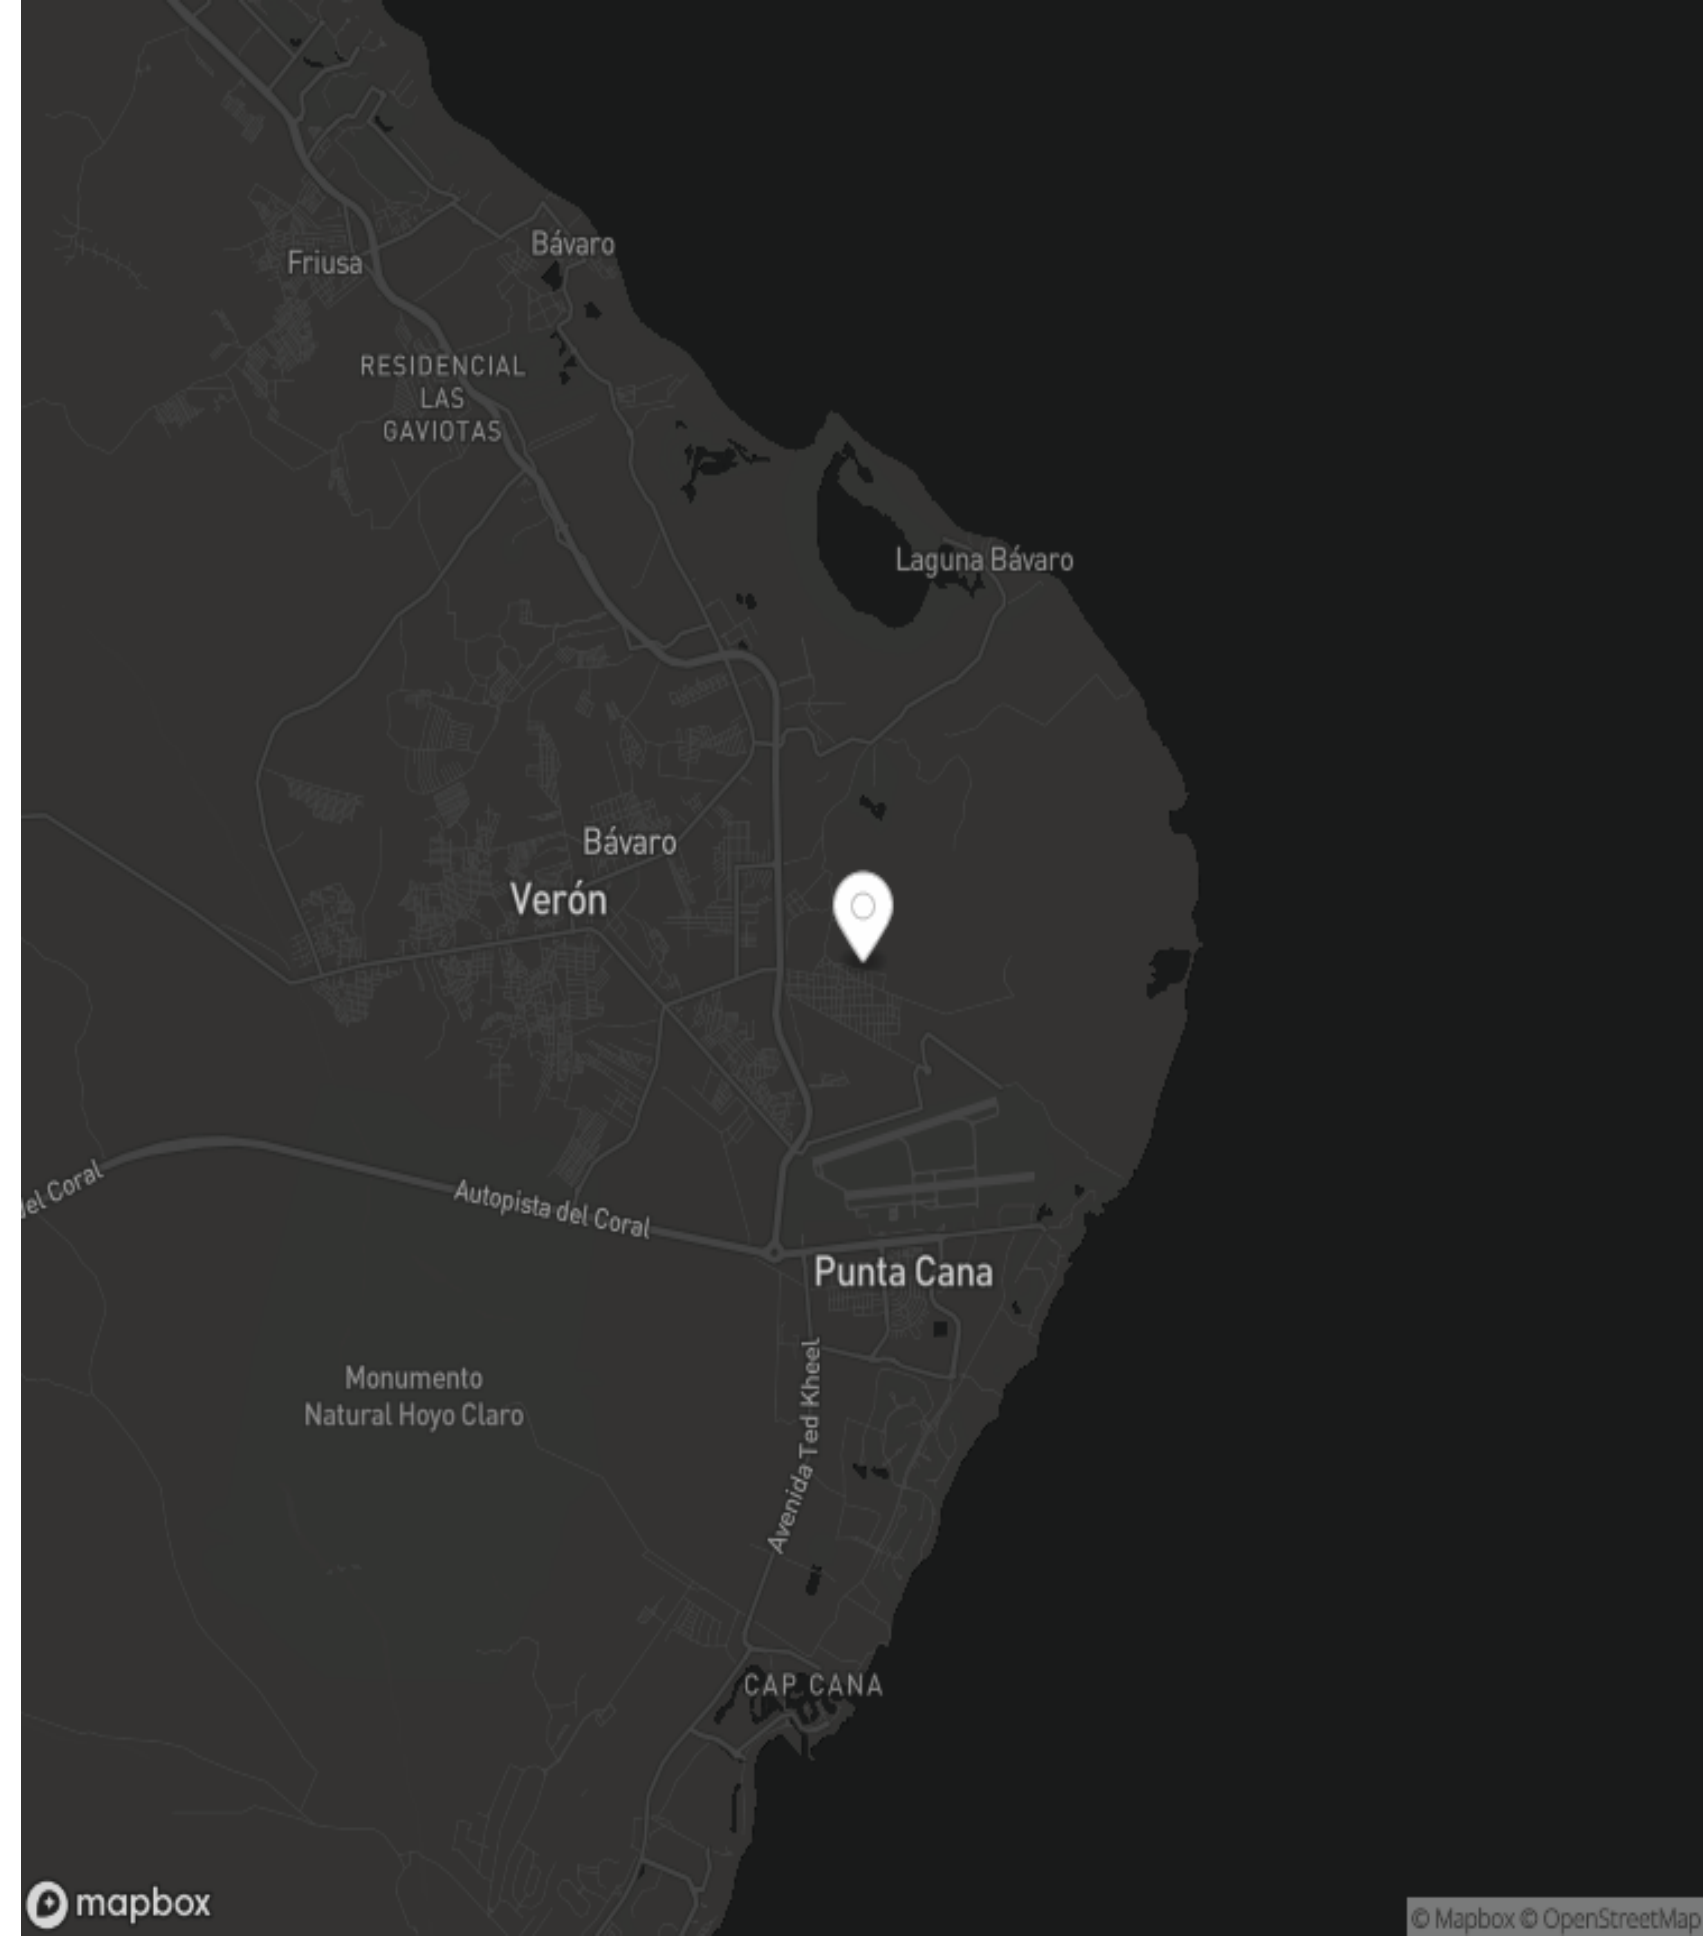 Bávaro
Friusa
RESIDENCIAL
LAS
GAVIOTAS
Laguna Bávaro
Bávaro
Verón
del Coral
Autopista del Coral
Punta Cana
Monumento
Natural Hoyo Claro
Avenida Ted Kheel
CAP CANA
mapbox
© Mapbox © OpenStreetMap